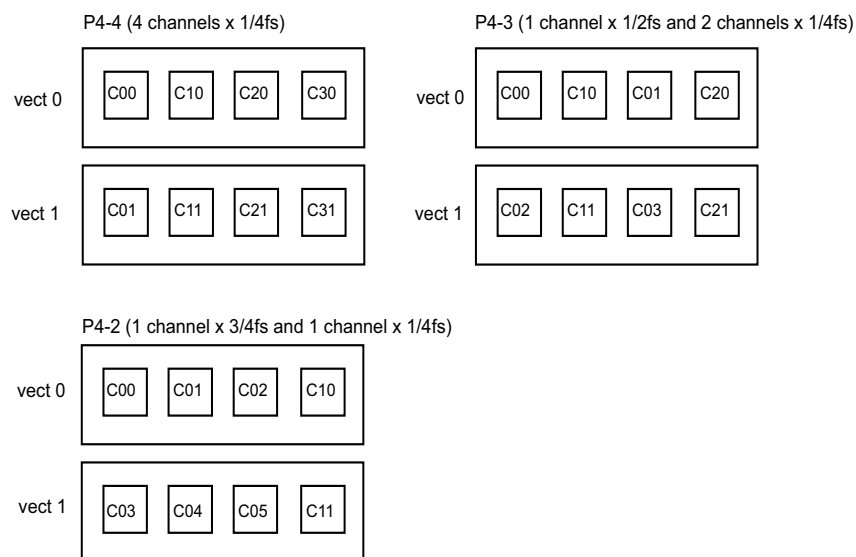 P4-4 (4 channels x 1/4fs)
vect 0 C00 C10 C20 C30
vect 1 C01 C11 C21 C31
P4-3 (1 channel x 1/2fs and 2 channels x 1/4fs)
vect 0 C00 C10 C01 C20
vect 1 C02 C11 C03 C21
P4-2 (1 channel x 3/4fs and 1 channel x 1/4fs)
vect 0 C00 C01 C02 C10
vect 1 C03 C04 C05 C11